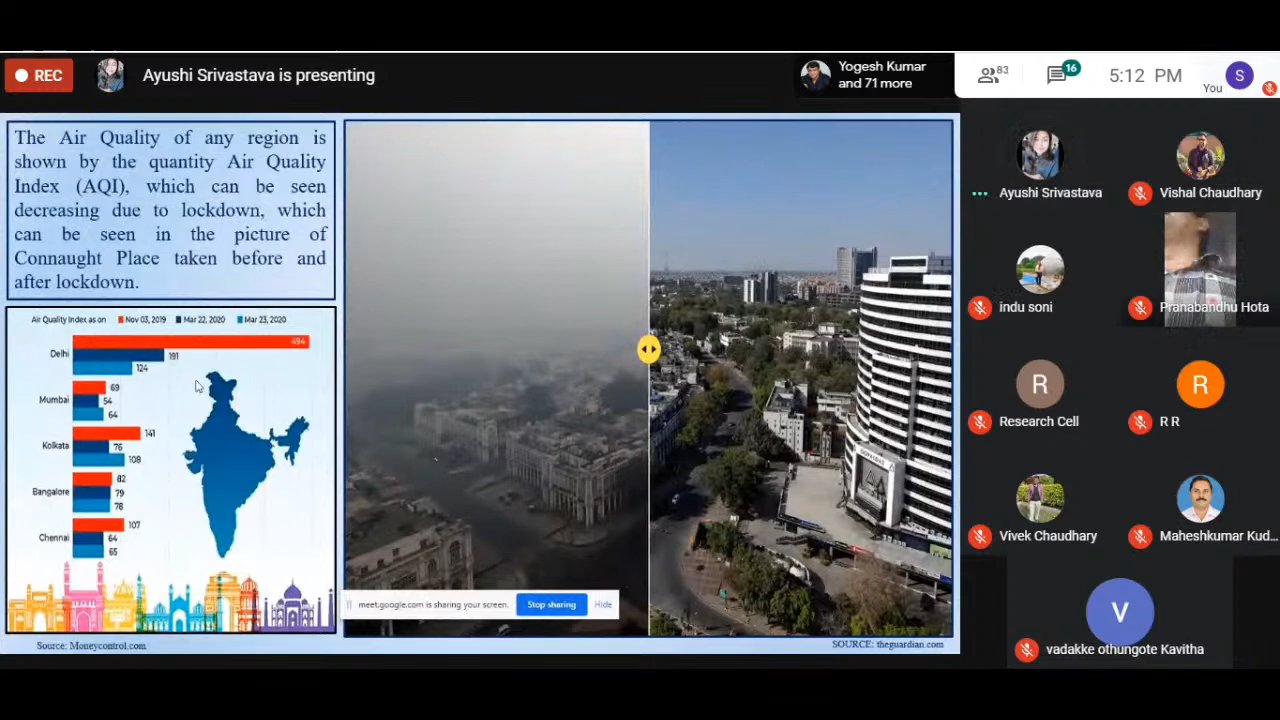 REC
Ayushi Srivastava is presenting
Yogesh Kumar
and 71 more
83
16
5:12 PM
You
S
The Air Quality of any region is
shown by the quantity Air Quality
Index (AQI), which can be seen
decreasing due to lockdown, which
can be seen in the picture of
Connaught Place taken before and
after lockdown.
Air Quality Index as on Nov 03, 2019 Mar 22, 2020 Mar 23, 2020
Delhi
494
191
124
Mumbai
69
54
64
Kolkata
141
76
108
Bangalore
82
79
78
Chennai
107
64
65
Source: Moneycontrol.com
meet.google.com is sharing your screen.
Stop sharing
Hide
SOURCE: theguardian.com
Ayushi Srivastava
Vishal Chaudhary
indu soni
Pranabandhu Hota
R
Research Cell
R
R R
Vivek Chaudhary
Maheshkumar Kud...
V
vadakke othungote Kavitha